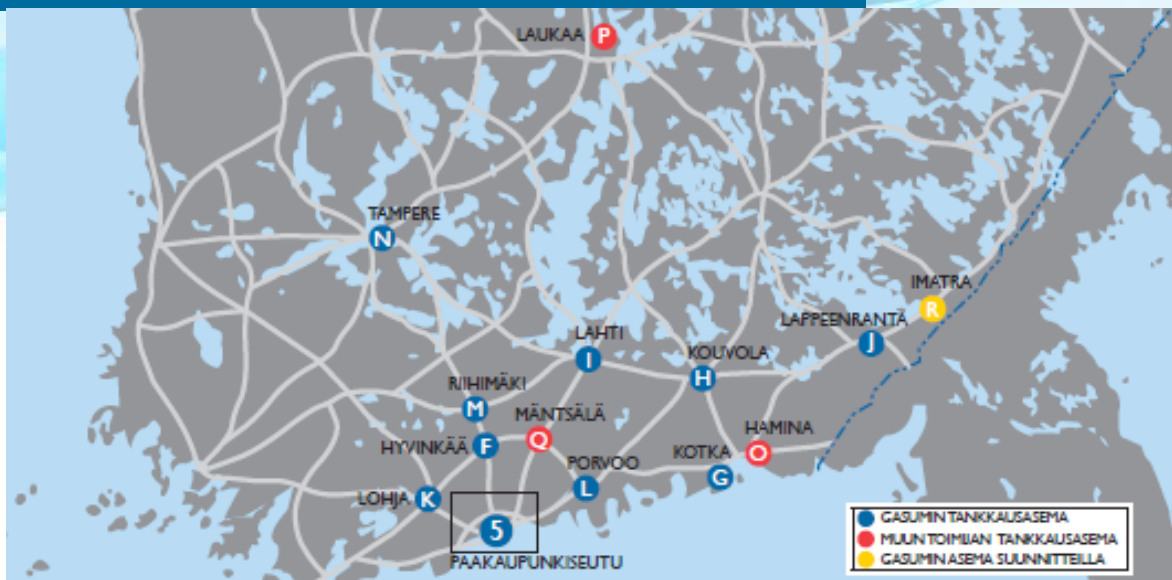 LAUKAA P
TAMPERE
N
IMATRA
R
LAPPEENRANTA
J
LAHTI
I
KOUVOLA
H
RIIHIMÄKI
M
MÄNTSÄLÄ
Q
HYVINKÄÄ F
HAMINA
O
KOTKA
G
PORVOO
L
LOHJA K
5
PAAKAUPUNKISEUTU
GASUMIN TANKKAUSASEMA
MUUN TOIMIJAN TANKKAUSASEMA
GASUMIN ASEMA SUUNNITTEILLA